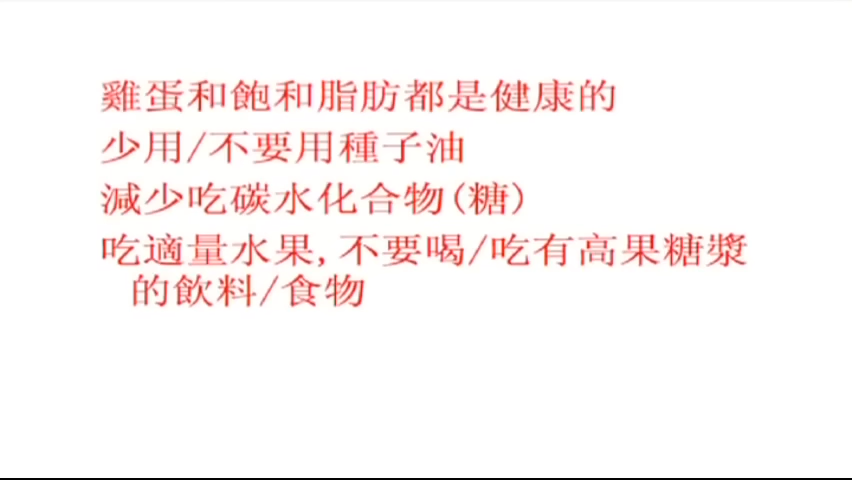 雞蛋和飽和脂肪都是健康的
少用/不要用種子油
減少吃碳水化合物(糖)
吃適量水果,不要喝/吃有高果糖漿
的飲料/食物